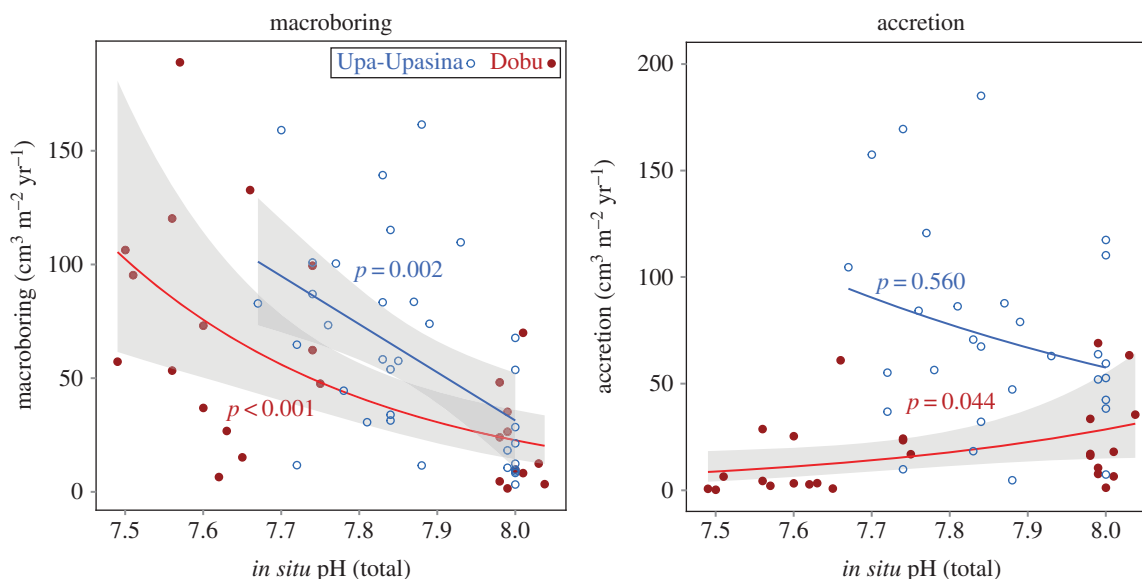 macroboring
Upa-Upasina Dobu
macroboring (cm³ m⁻² yr⁻¹)
150
100
50
0
p = 0.002
p < 0.001
7.5 7.6 7.7 7.8 7.9 8.0
in situ pH (total)
accretion
accretion (cm³ m⁻² yr⁻¹)
200
150
100
50
0
p = 0.560
p = 0.044
7.5 7.6 7.7 7.8 7.9 8.0
in situ pH (total)